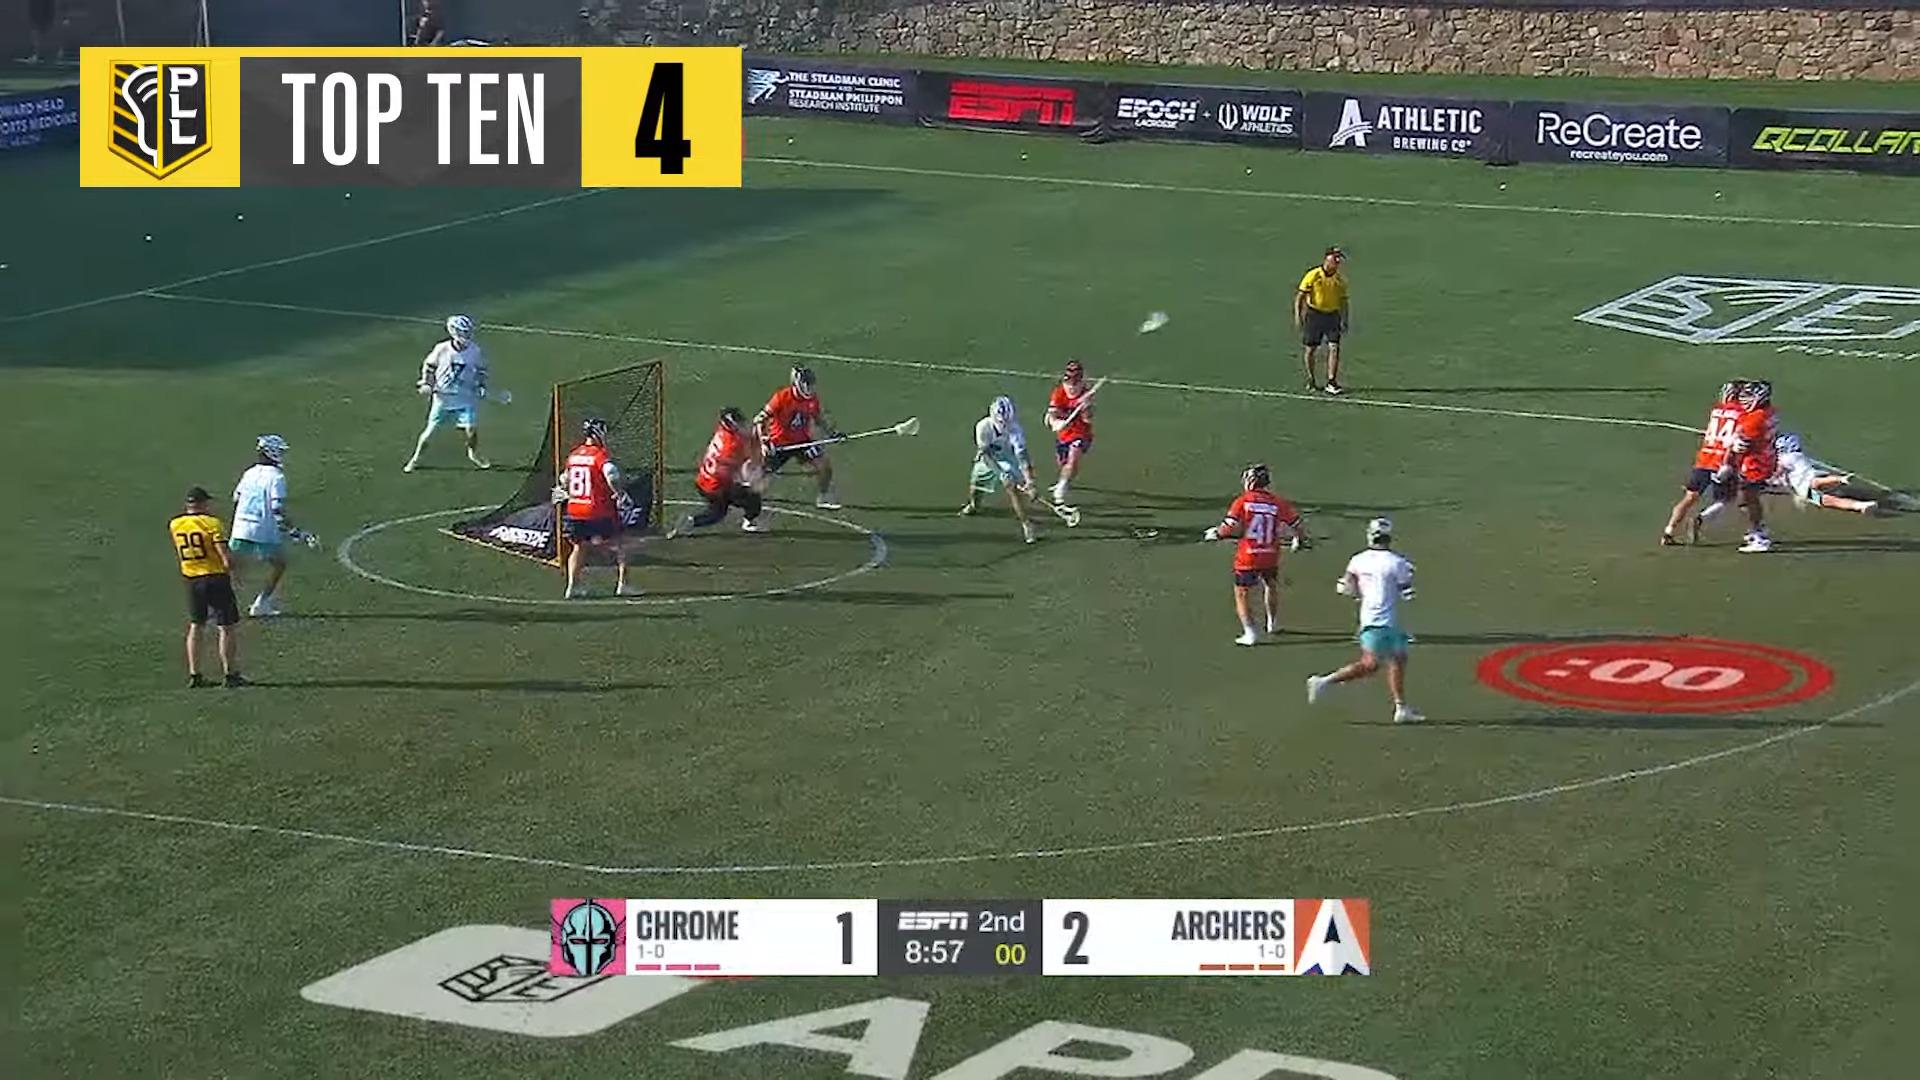 PLL
TOP TEN
4
THE STEADMAN CLINIC
AND
STEADMAN PHILIPPON
RESEARCH INSTITUTE
ESPN
EPOCH
LACROSSE
+
WOLF
ATHLETICS
ATHLETIC
BREWING CO
ReCreate
recreateyou.com
QCOLLAR
29
81
44
41
:00
CHROME
1-0
1
ESPN 2nd
8:57 00
2
ARCHERS
1-0